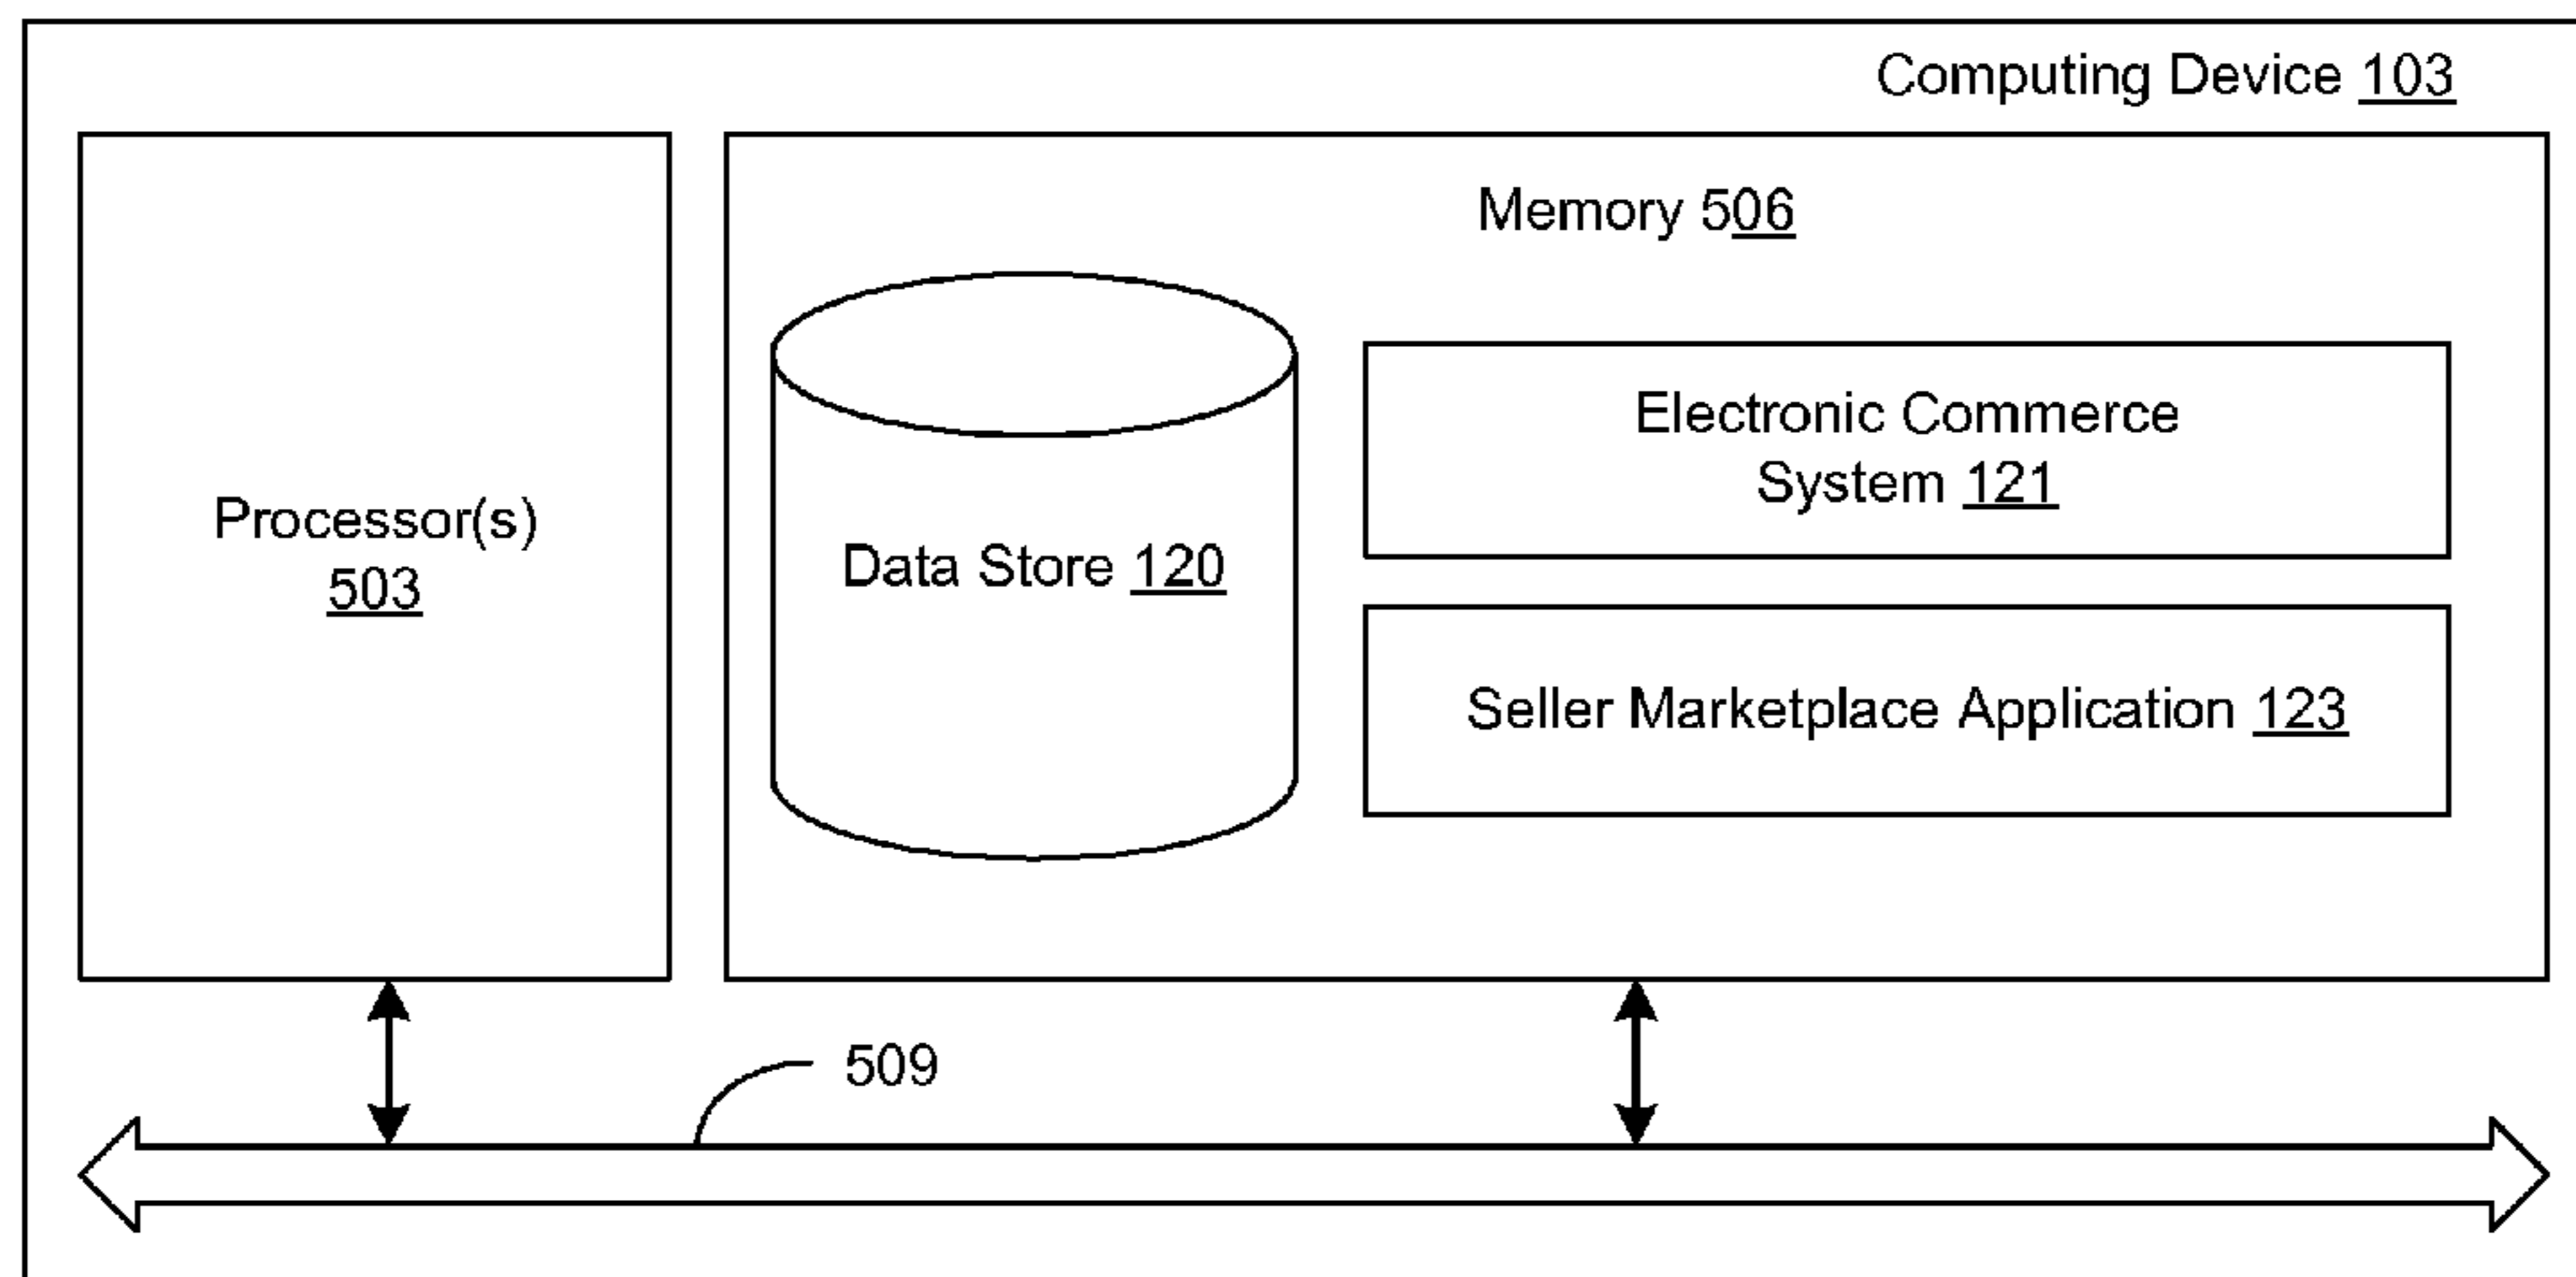 Computing Device 103
Memory 506
Processor(s)
503
Data Store 120
Electronic Commerce
System 121
Seller Marketplace Application 123
509